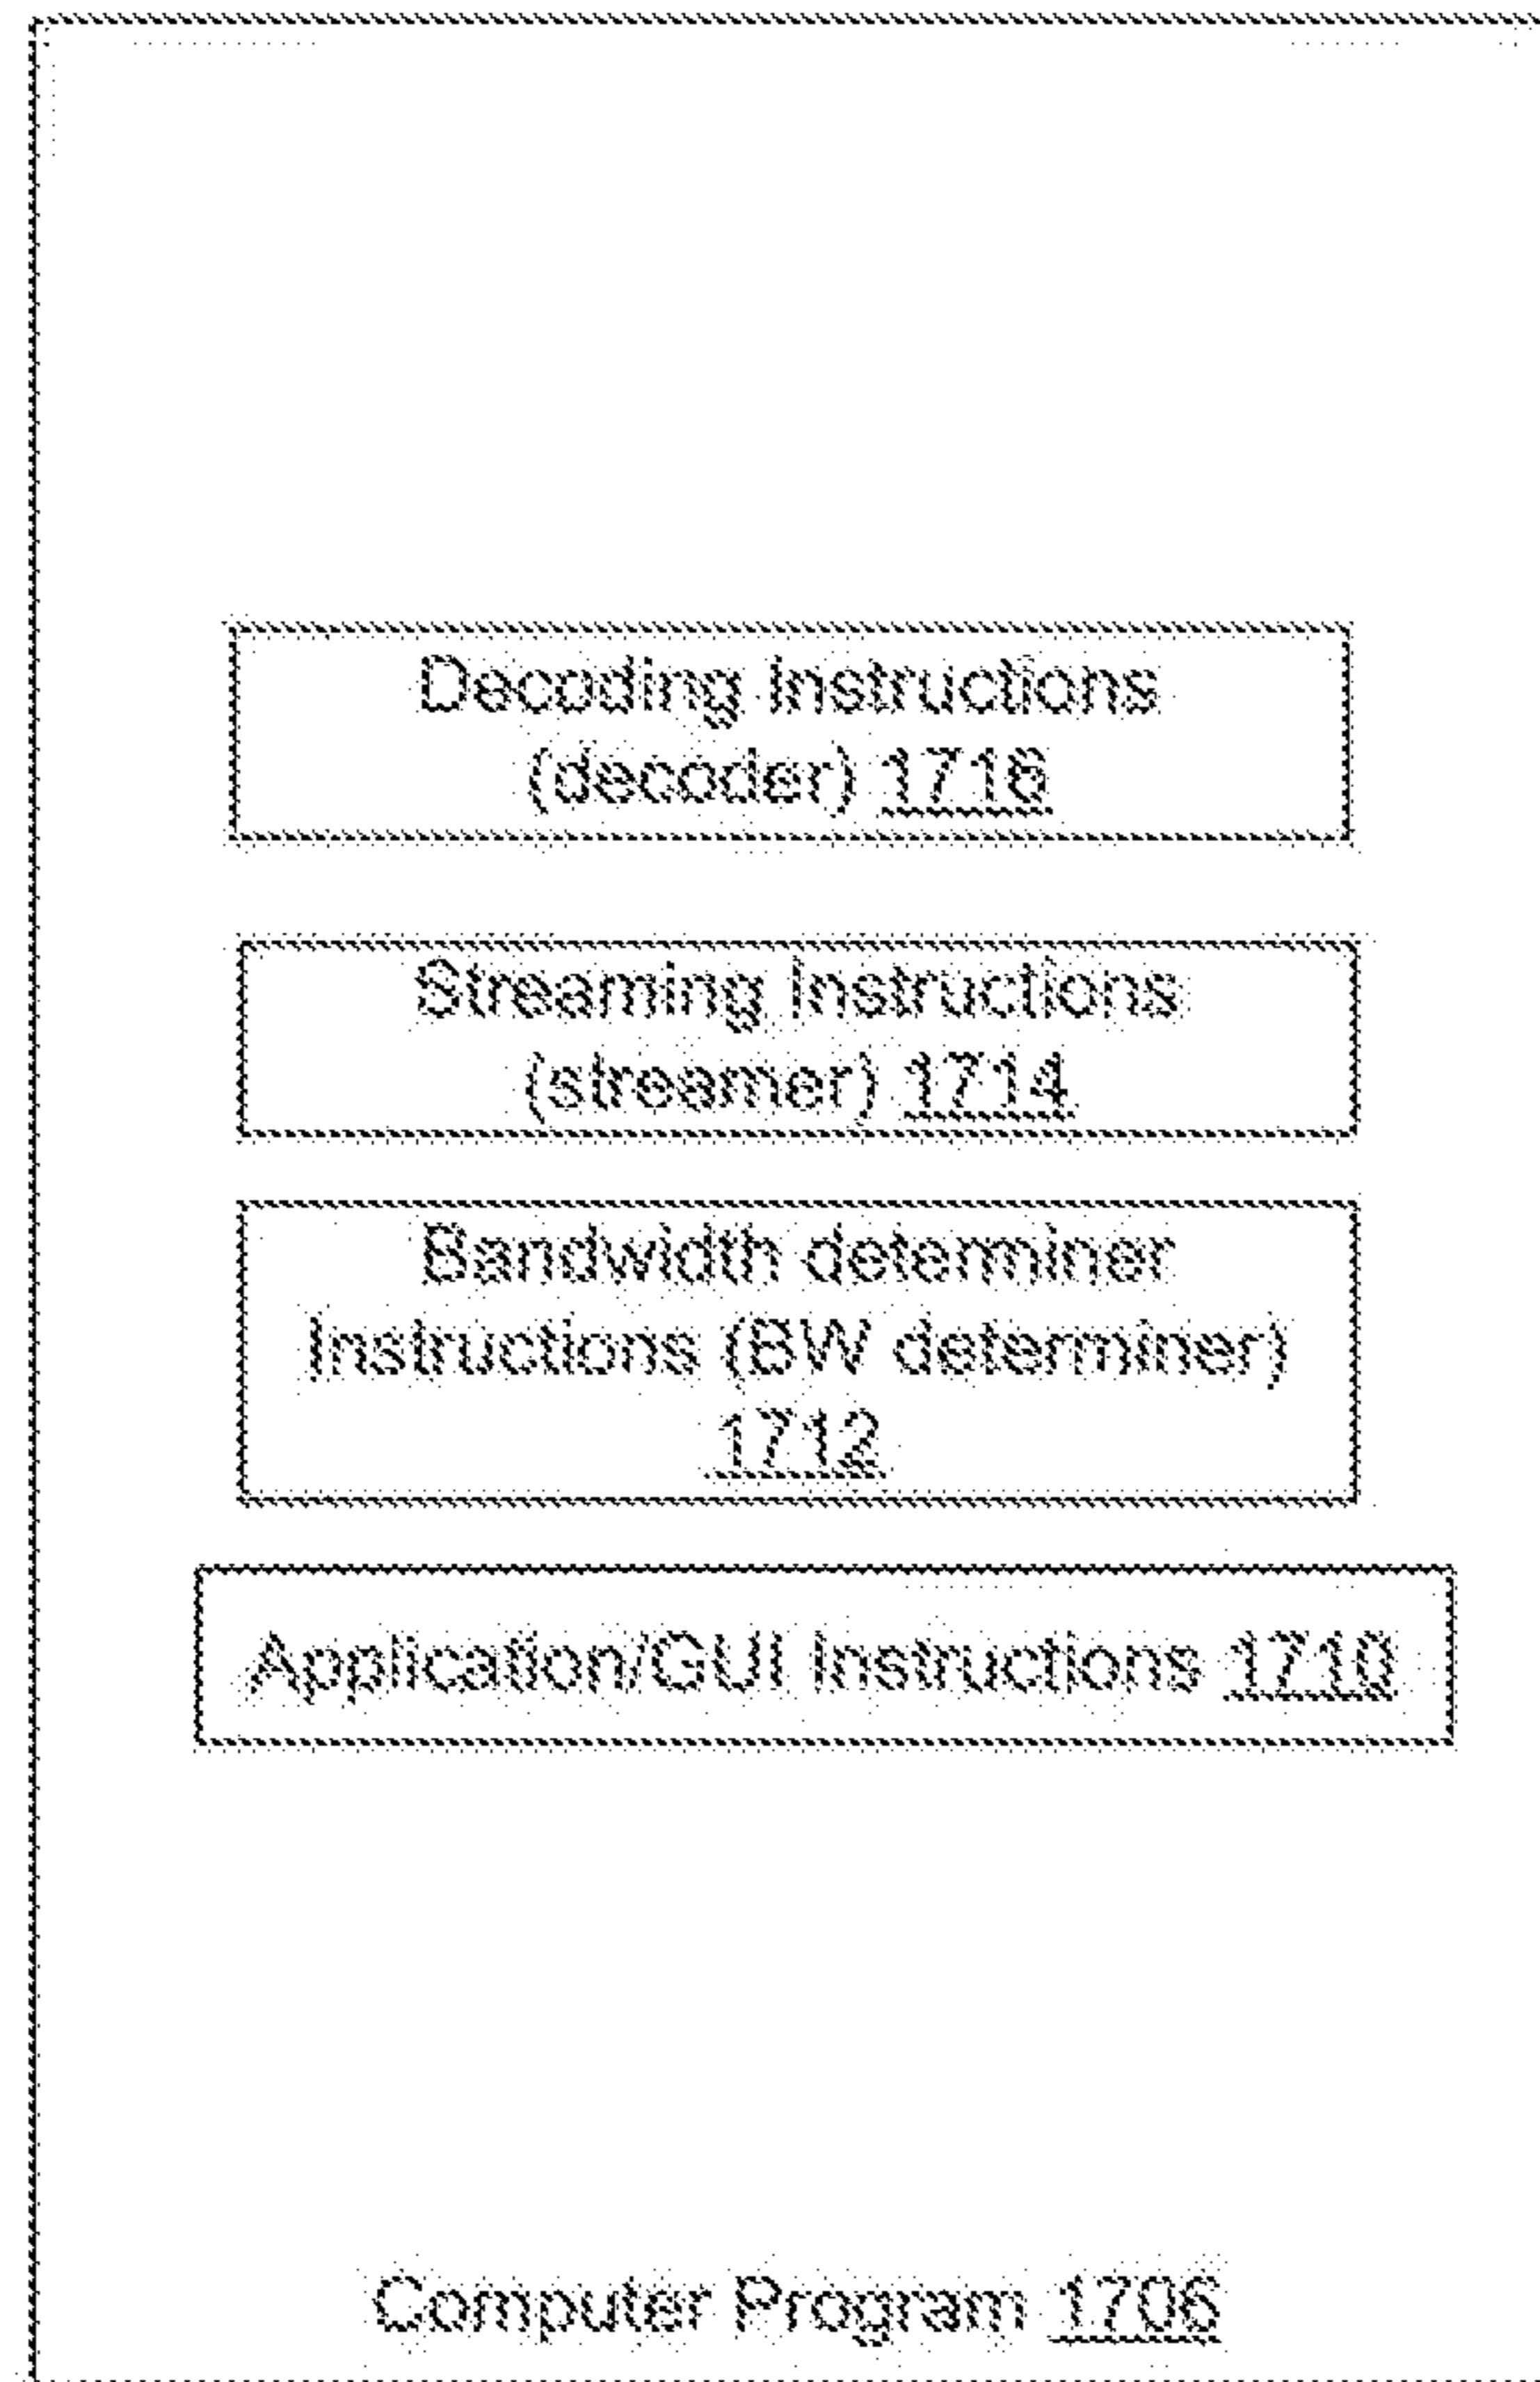 Decoding Instructions
(decoder) 1716
Streaming Instructions
(streamer) 1714
Bandwidth determiner
Instructions (BW determiner)
1712
Application/GUI Instructions 1710
Computer Program 1706